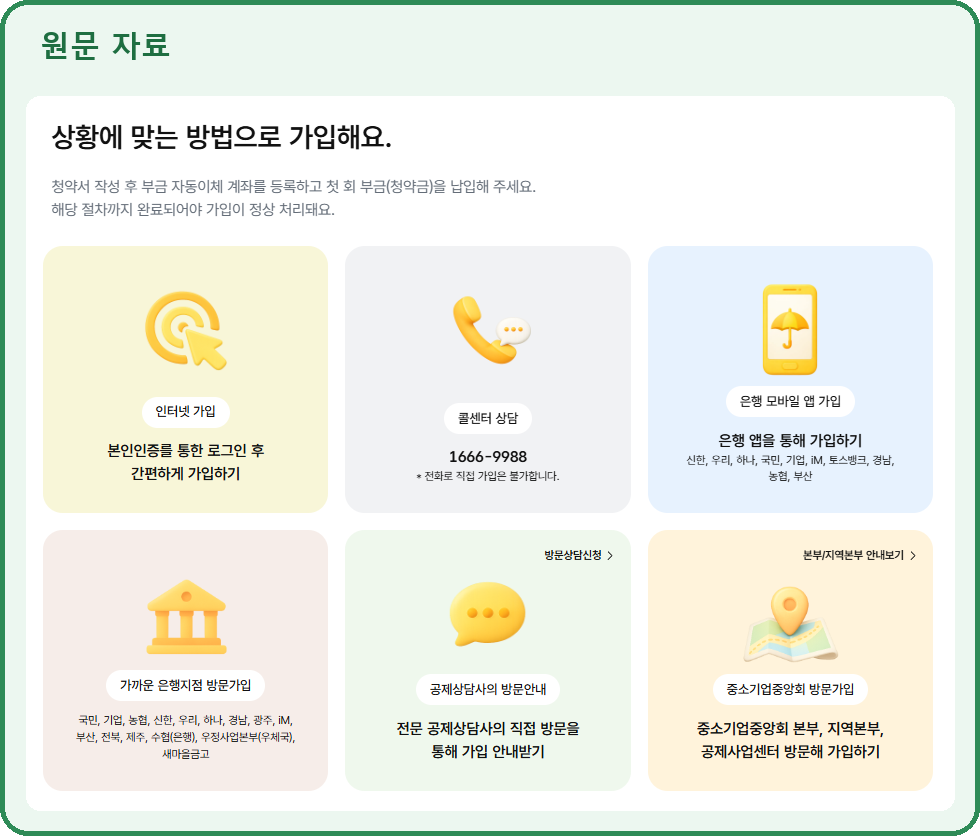 원문 자료
상황에 맞는 방법으로 가입해요.
청약서 작성 후 부금 자동이체 계좌를 등록하고 첫 회 부금(청약금)을 납입해 주세요.
해당 절차까지 완료되어야 가입이 정상 처리돼요.
인터넷 가입
본인인증를 통한 로그인 후
간편하게 가입하기
콜센터 상담
1666-9988
* 전화로 직접 가입은 불가합니다.
은행 모바일 앱 가입
은행 앱을 통해 가입하기
신한, 우리, 하나, 국민, 기업, iM, 토스뱅크, 경남,
농협, 부산
가까운 은행지점 방문가입
국민, 기업, 농협, 신한, 우리, 하나, 경남, 광주, iM,
부산, 전북, 제주, 수협(은행), 우정사업본부(우체국),
새마을금고
방문상담신청 >
공제상담사의 방문안내
전문 공제상담사의 직접 방문을
통해 가입 안내받기
본부/지역본부 안내보기 >
중소기업중앙회 방문가입
중소기업중앙회 본부, 지역본부,
공제사업센터 방문해 가입하기